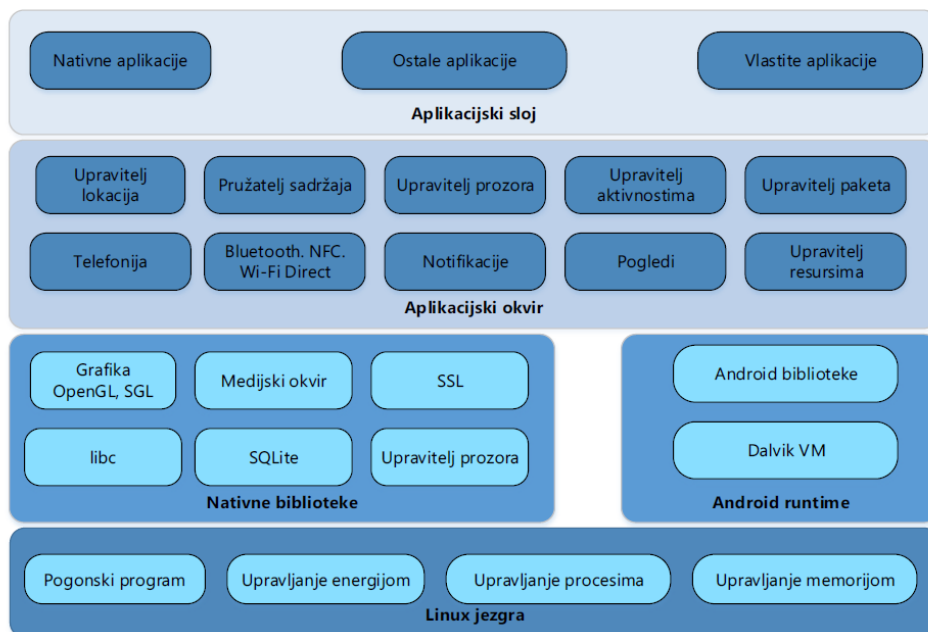 Nativne aplikacije
Ostale aplikacije
Vlastite aplikacije
Aplikacijski sloj
Upravitelj
lokacija
Pružatelj sadržaja
Upravitelj prozora
Upravitelj
aktivnostima
Upravitelj paketa
Telefonija
Bluetooth. NFC.
Wi-Fi Direct
Notifikacije
Pogledi
Upravitelj
resursima
Aplikacijski okvir
Grafika
OpenGL, SGL
Medijski okvir
SSL
libc
SQLite
Upravitelj prozora
Nativne biblioteke
Android biblioteke
Dalvik VM
Android runtime
Pogonski program
Upravljanje energijom
Upravljanje procesima
Upravljanje memorijom
Linux jezgra